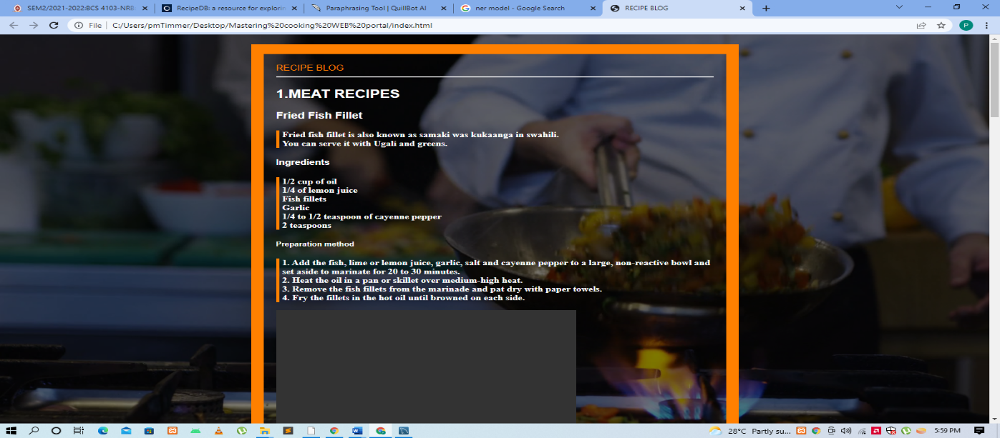 SEM2/2021-2022:BCS 4103-NRB
RecipeDB: a resource for explorin
Paraphrasing Tool | QuillBot AI
ner model - Google Search
RECIPE BLOG
File
C:/Users/pmTimmer/Desktop/Mastering%20cooking%20WEB%20portal/index.html
P
RECIPE BLOG
1.MEAT RECIPES
Fried Fish Fillet
Fried fish fillet is also known as samaki was kukaanga in swahili.
You can serve it with Ugali and greens.
Ingredients
1/2 cup of oil
1/4 of lemon juice
Fish fillets
Garlic
1/4 to 1/2 teaspoon of cayenne pepper
2 teaspoons
Preparation method
1. Add the fish, lime or lemon juice, garlic, salt and cayenne pepper to a large, non-reactive bowl and
set aside to marinate for 20 to 30 minutes.
2. Heat the oil in a pan or skillet over medium-high heat.
3. Remove the fish fillets from the marinade and pat dry with paper towels.
4. Fry the fillets in the hot oil until browned on each side.
28°C Partly su... 5:59 PM